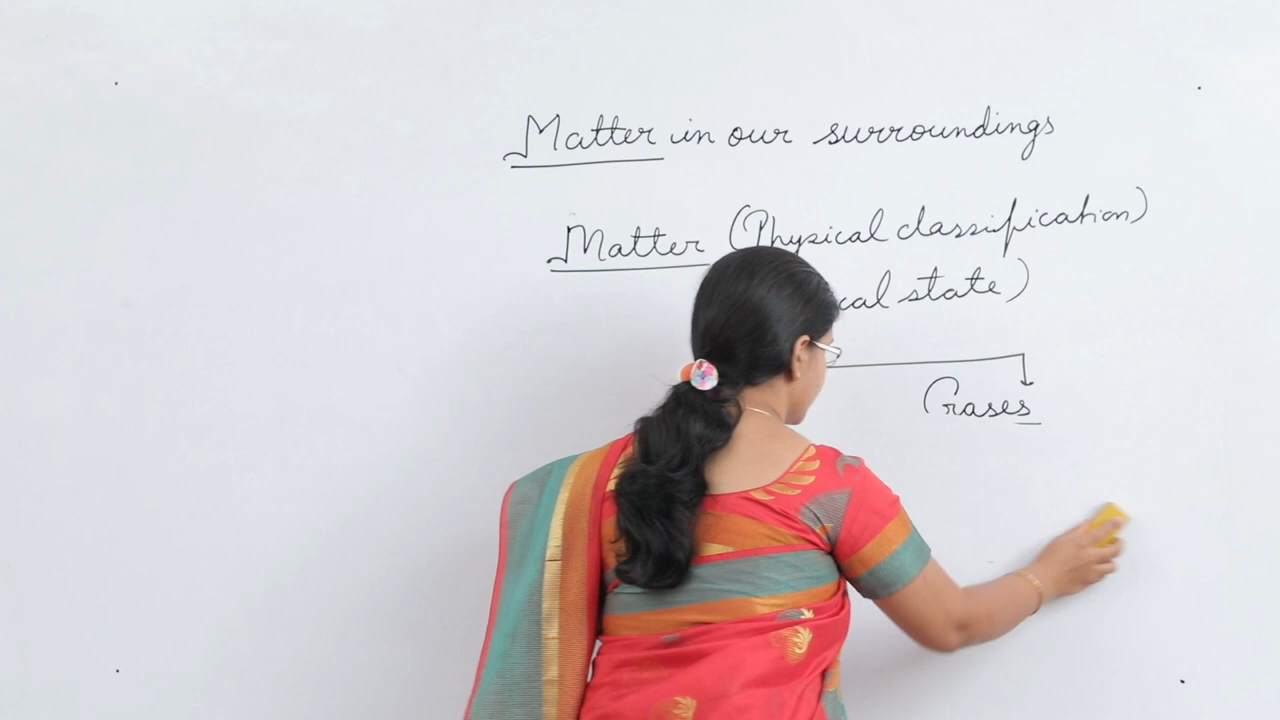 Matter in our surroundings
Matter (Physical classification)
cal state)
Gases